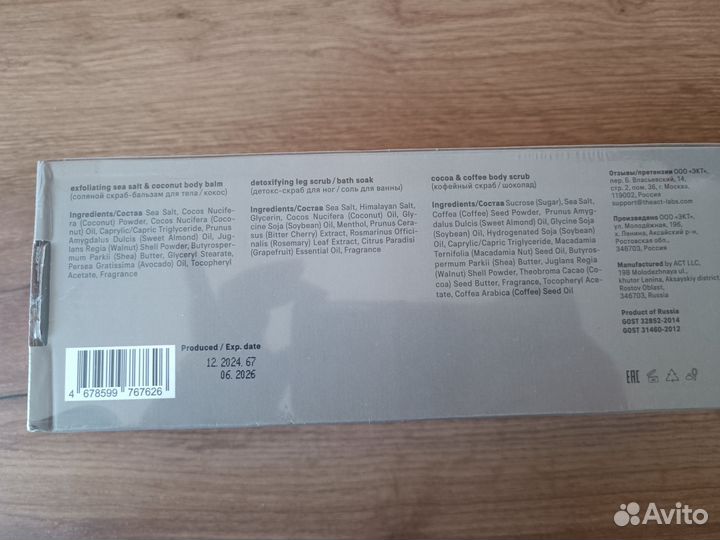 exfoliating sea salt & coconut body balm
(соляной скраб-бальзам для тела / кокос)
Ingredients/Состав Sea Salt, Cocos Nucife-
ra (Coconut) Powder, Cocos Nucifera (Coco-
nut) Oil, Caprylic/Capric Triglyceride, Prunus
Amygdalus Dulcis (Sweet Almond) Oil, Jug-
lans Regia (Walnut) Shell Powder, Butyrosper-
mum Parkii (Shea) Butter, Glyceryl Stearate,
Persea Gratissima (Avocado) Oil, Tocopheryl
Acetate, Fragrance
detoxifying leg scrub / bath soak
(детокс-скраб для ног / соль для ванны)
Ingredients/Состав Sea Salt, Himalayan Salt,
Glycerin, Cocos Nucifera (Coconut) Oil, Gly-
cine Soja (Soybean) Oil, Menthol, Prunus Cera-
sus (Bitter Cherry) Extract, Rosmarinus Offici-
nalis (Rosemary) Leaf Extract, Citrus Paradisi
(Grapefruit) Essential Oil, Fragrance
cocoa & coffee body scrub
(кофейный скраб / шоколад)
Ingredients/Состав Sucrose (Sugar), Sea Salt,
Coffea (Coffee) Seed Powder, Prunus Amyg-
dalus Dulcis (Sweet Almond) Oil, Glycine Soja
(Soybean) Oil, Hydrogenated Soja (Soybean)
Oil, Caprylic/Capric Triglyceride, Macadamia
Ternifolia (Macadamia Nut) Seed Oil, Butyros-
permum Parkii (Shea) Butter, Juglans Regia
(Walnut) Shell Powder, Theobroma Cacao (Co-
coa) Seed Butter, Fragrance, Tocopheryl Ace-
tate, Coffea Arabica (Coffee) Seed Oil
Отзывы/претензии ООО «ЭКТ»,
пер. Б. Власьевский, 14,
стр. 2, пом. 36, г. Москва,
119002, Россия
support@theact-labs.com
Произведено ООО «ЭКТ»,
ул. Молодёжная, 19Б,
х. Ленина, Аксайский р-н,
Ростовская обл.,
346703, Россия
Manufactured by ACT LLC,
19B Molodezhnaya ul.,
khutor Lenina, Aksayskiy district,
Rostov Oblast,
346703, Russia
Product of Russia
GOST 32852-2014
GOST 31460-2012
EAC
Produced / Exp. date
12.2024.67
06.2026
4 678599 767626
Avito